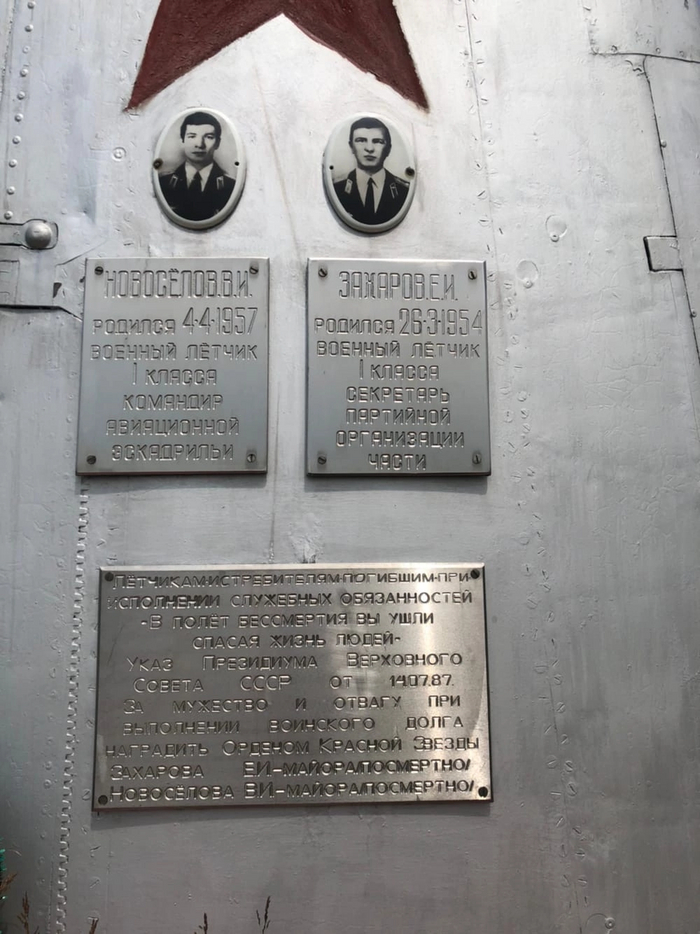 НОВОСЁЛОВ.В.И.
РОДИЛСЯ 4·4·1957
ВОЕННЫЙ ЛЁТЧИК
I КЛАССА
КОМАНДИР
АВИАЦИОННОЙ
ЭСКАДРИЛЬИ
ЗАХАРОВ.Е.И.
РОДИЛСЯ 26·3·1954
ВОЕННЫЙ ЛЁТЧИК
I КЛАССА
СЕКРЕТАРЬ
ПАРТИЙНОЙ
ОРГАНИЗАЦИИ
ЧАСТИ
ЛЁТЧИКАМ·ИСТРЕБИТЕЛЯМ·ПОГИБШИМ·ПРИ
ИСПОЛНЕНИИ СЛУЖЕБНЫХ ОБЯЗАННОСТЕЙ
-В ПОЛЁТ БЕССМЕРТИЯ ВЫ УШЛИ
СПАСАЯ ЖИЗНЬ ЛЮДЕЙ-
УКАЗ ПРЕЗИДИУМА ВЕРХОВНОГО
СОВЕТА СССР ОТ 14.07.87.
ЗА МУЖЕСТВО И ОТВАГУ ПРИ
ВЫПОЛНЕНИИ ВОИНСКОГО ДОЛГА
НАГРАДИТЬ ОРДЕНОМ КРАСНОЙ ЗВЕЗДЫ
ЗАХАРОВА ЕИ-МАЙОРА/ПОСМЕРТНО/
НОВОСЁЛОВА ВИ-МАЙОРА/ПОСМЕРТНО/